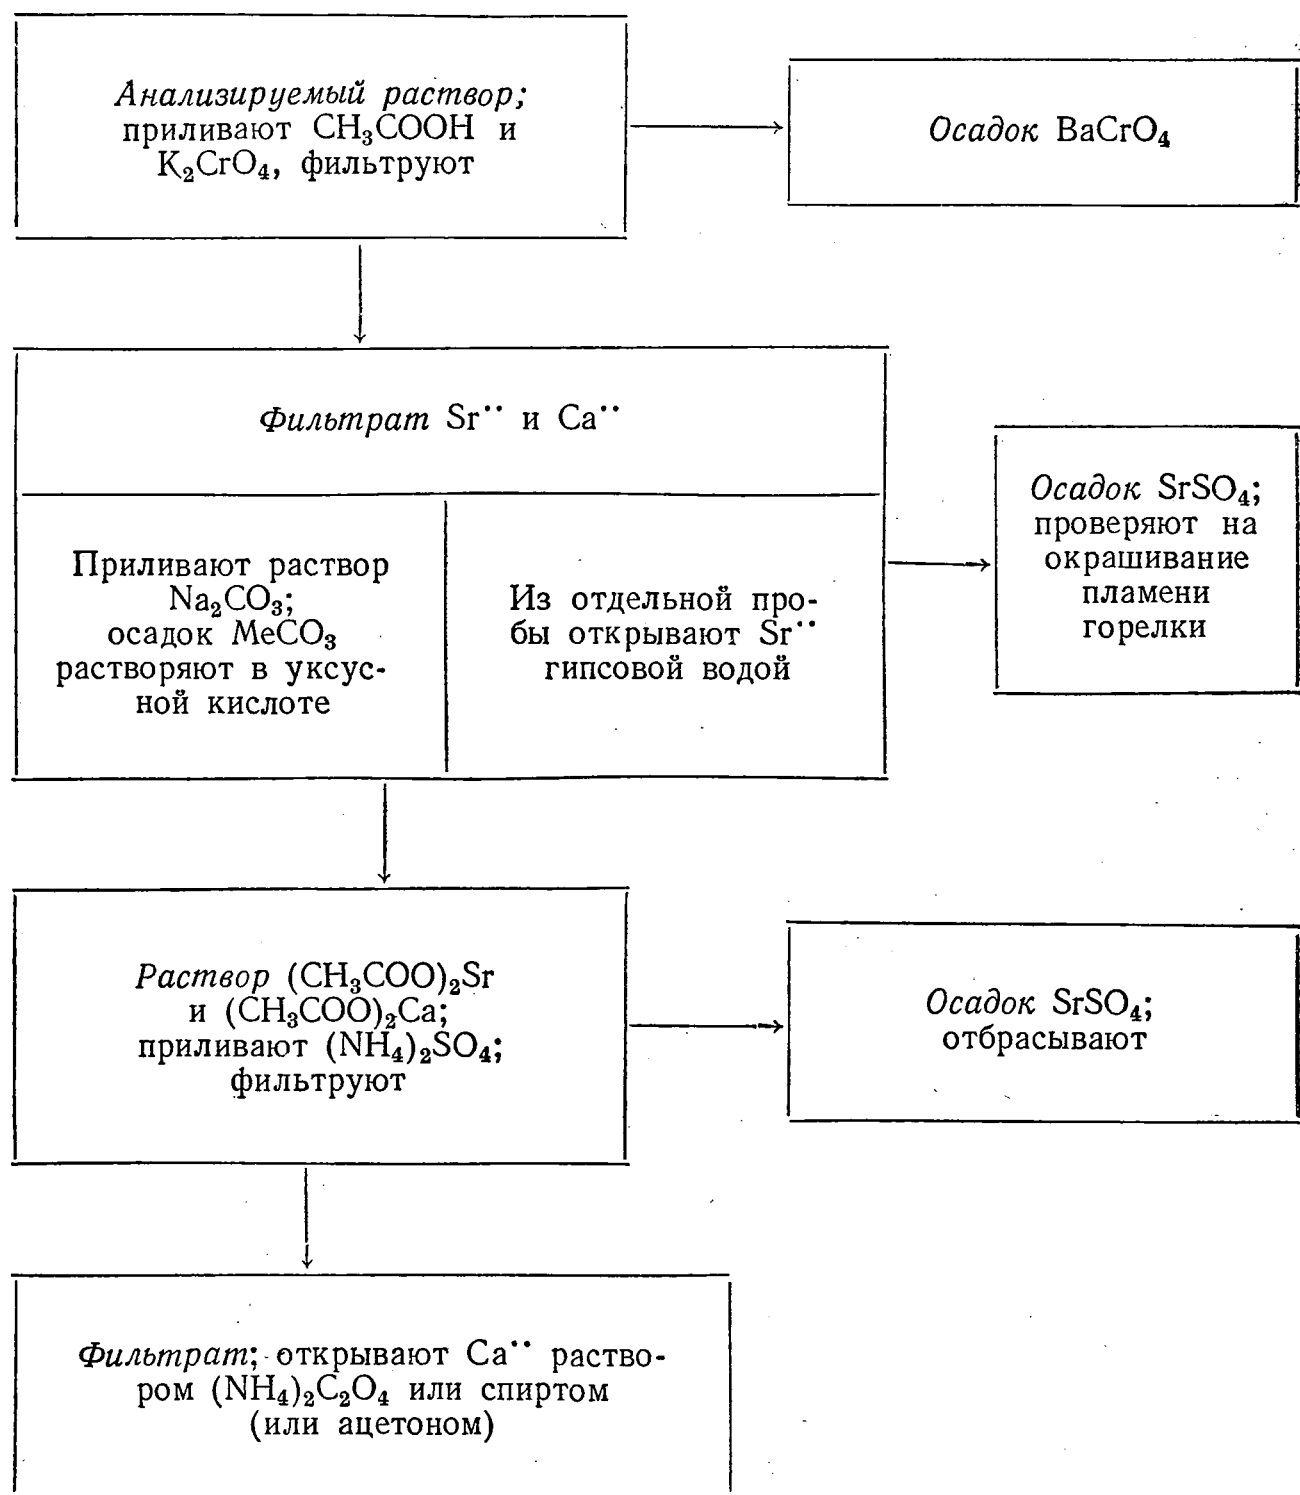 Анализируемый раствор;
приливают CH₃COOH и
K₂CrO₄, фильтруют
Осадок BaCrO₄
Фильтрат Sr·· и Ca··
Приливают раствор
Na₂CO₃;
осадок MeCO₃
растворяют в уксус-
ной кислоте
Из отдельной про-
бы открывают Sr··
гипсовой водой
Осадок SrSO₄;
проверяют на
окрашивание
пламени
горелки
Раствор (CH₃COO)₂Sr
и (CH₃COO)₂Ca;
приливают (NH₄)₂SO₄;
фильтруют
Осадок SrSO₄;
отбрасывают
Фильтрат; открывают Ca·· раство-
ром (NH₄)₂C₂O₄ или спиртом
(или ацетоном)